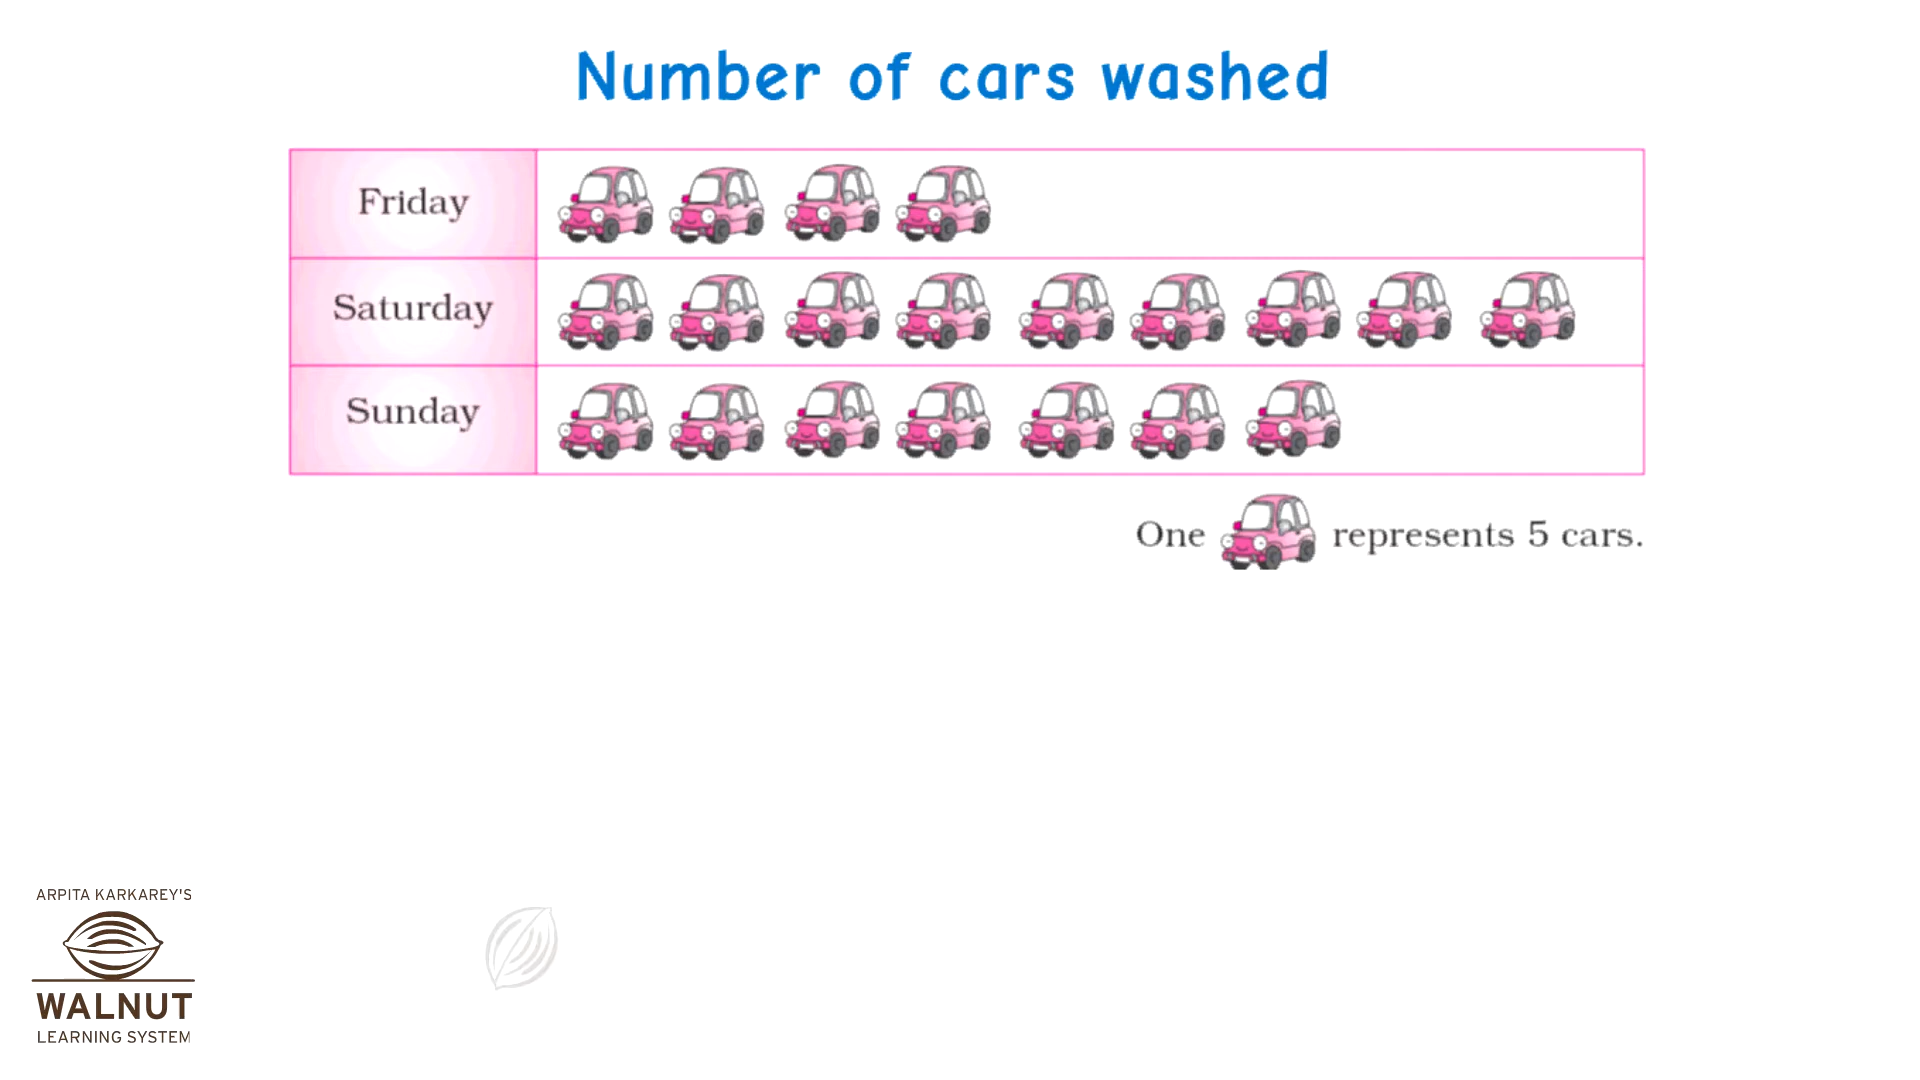 Number of cars washed
Friday
Saturday
Sunday
One represents 5 cars.
ARPITA KARKAREY'S
WALNUT
LEARNING SYSTEM